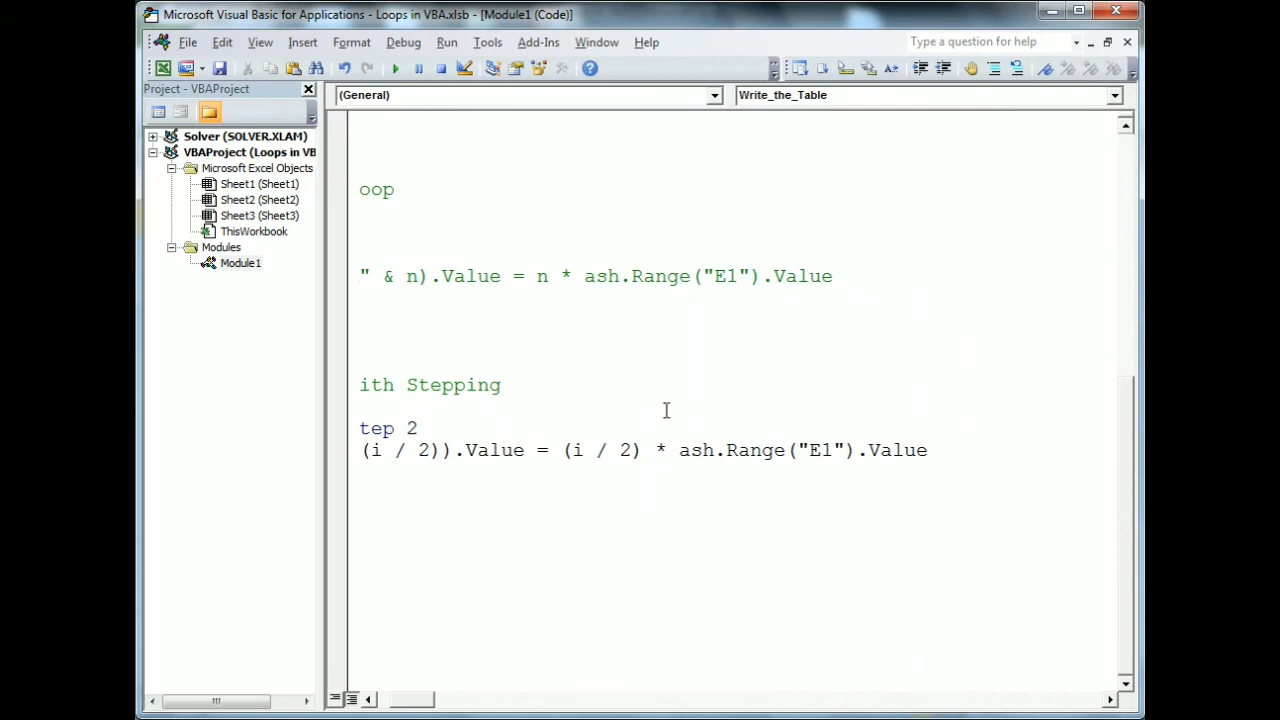 Microsoft Visual Basic for Applications - Loops in VBA.xlsb - [Module1 (Code)]
File Edit View Insert Format Debug Run Tools Add-Ins Window Help
Type a question for help
Project - VBAProject
(General)
Write_the_Table
Solver (SOLVER.XLAM)
VBAProject (Loops in VB
Microsoft Excel Objects
Sheet1 (Sheet1)
Sheet2 (Sheet2)
Sheet3 (Sheet3)
ThisWorkbook
Modules
Module1
oop
" & n).Value = n * ash.Range("E1").Value
ith Stepping
tep 2
(i / 2)).Value = (i / 2) * ash.Range("E1").Value